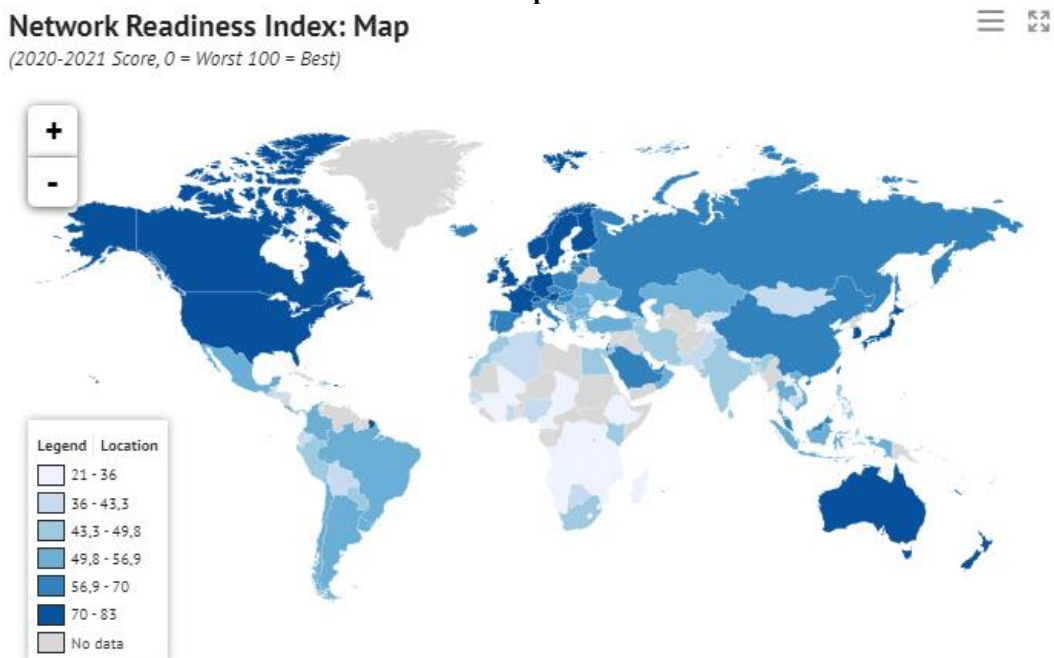 Network Readiness Index: Map
(2020-2021 Score, 0 = Worst 100 = Best)
+
-
Legend Location
21 - 36
36 - 43,3
43,3 - 49,8
49,8 - 56,9
56,9 - 70
70 - 83
No data